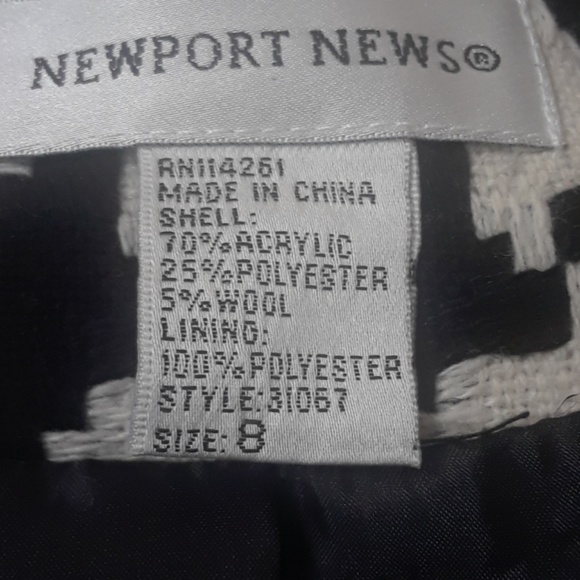 NEWPORT NEWS®
RN114261
MADE IN CHINA
SHELL:
70%ACRYLIC
25%POLYESTER
5%WOOL
LINING:
100%POLYESTER
STYLE:31067
SIZE: 8